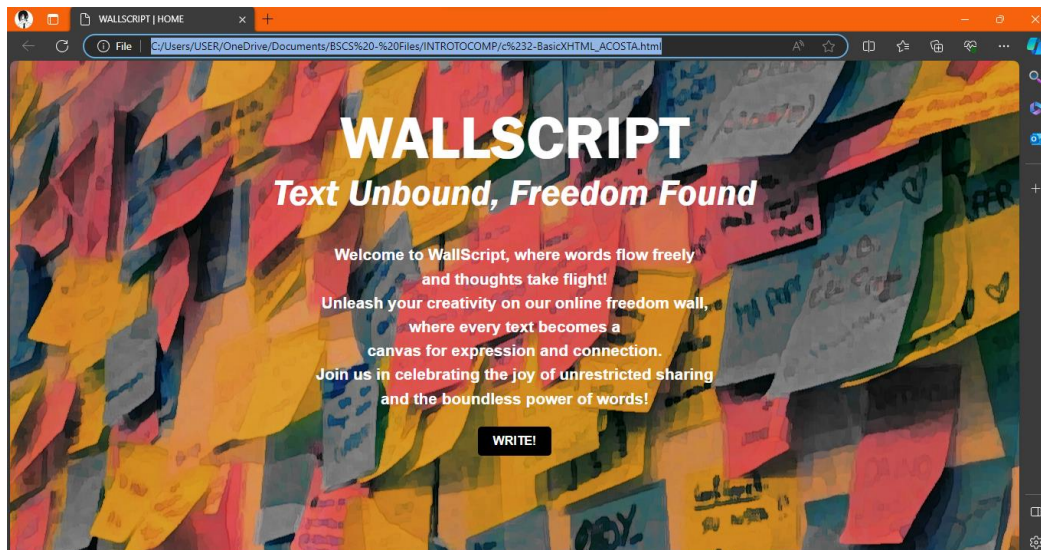 WALLSCRIPT | HOME
File
C:/Users/USER/OneDrive/Documents/BSCS%20-%20Files/INTROTOCOMP/c%232-BasicXHTML_ACOSTA.html
WALLSCRIPT
Text Unbound, Freedom Found
Welcome to WallScript, where words flow freely
and thoughts take flight!
Unleash your creativity on our online freedom wall,
where every text becomes a
canvas for expression and connection.
Join us in celebrating the joy of unrestricted sharing
and the boundless power of words!
WRITE!